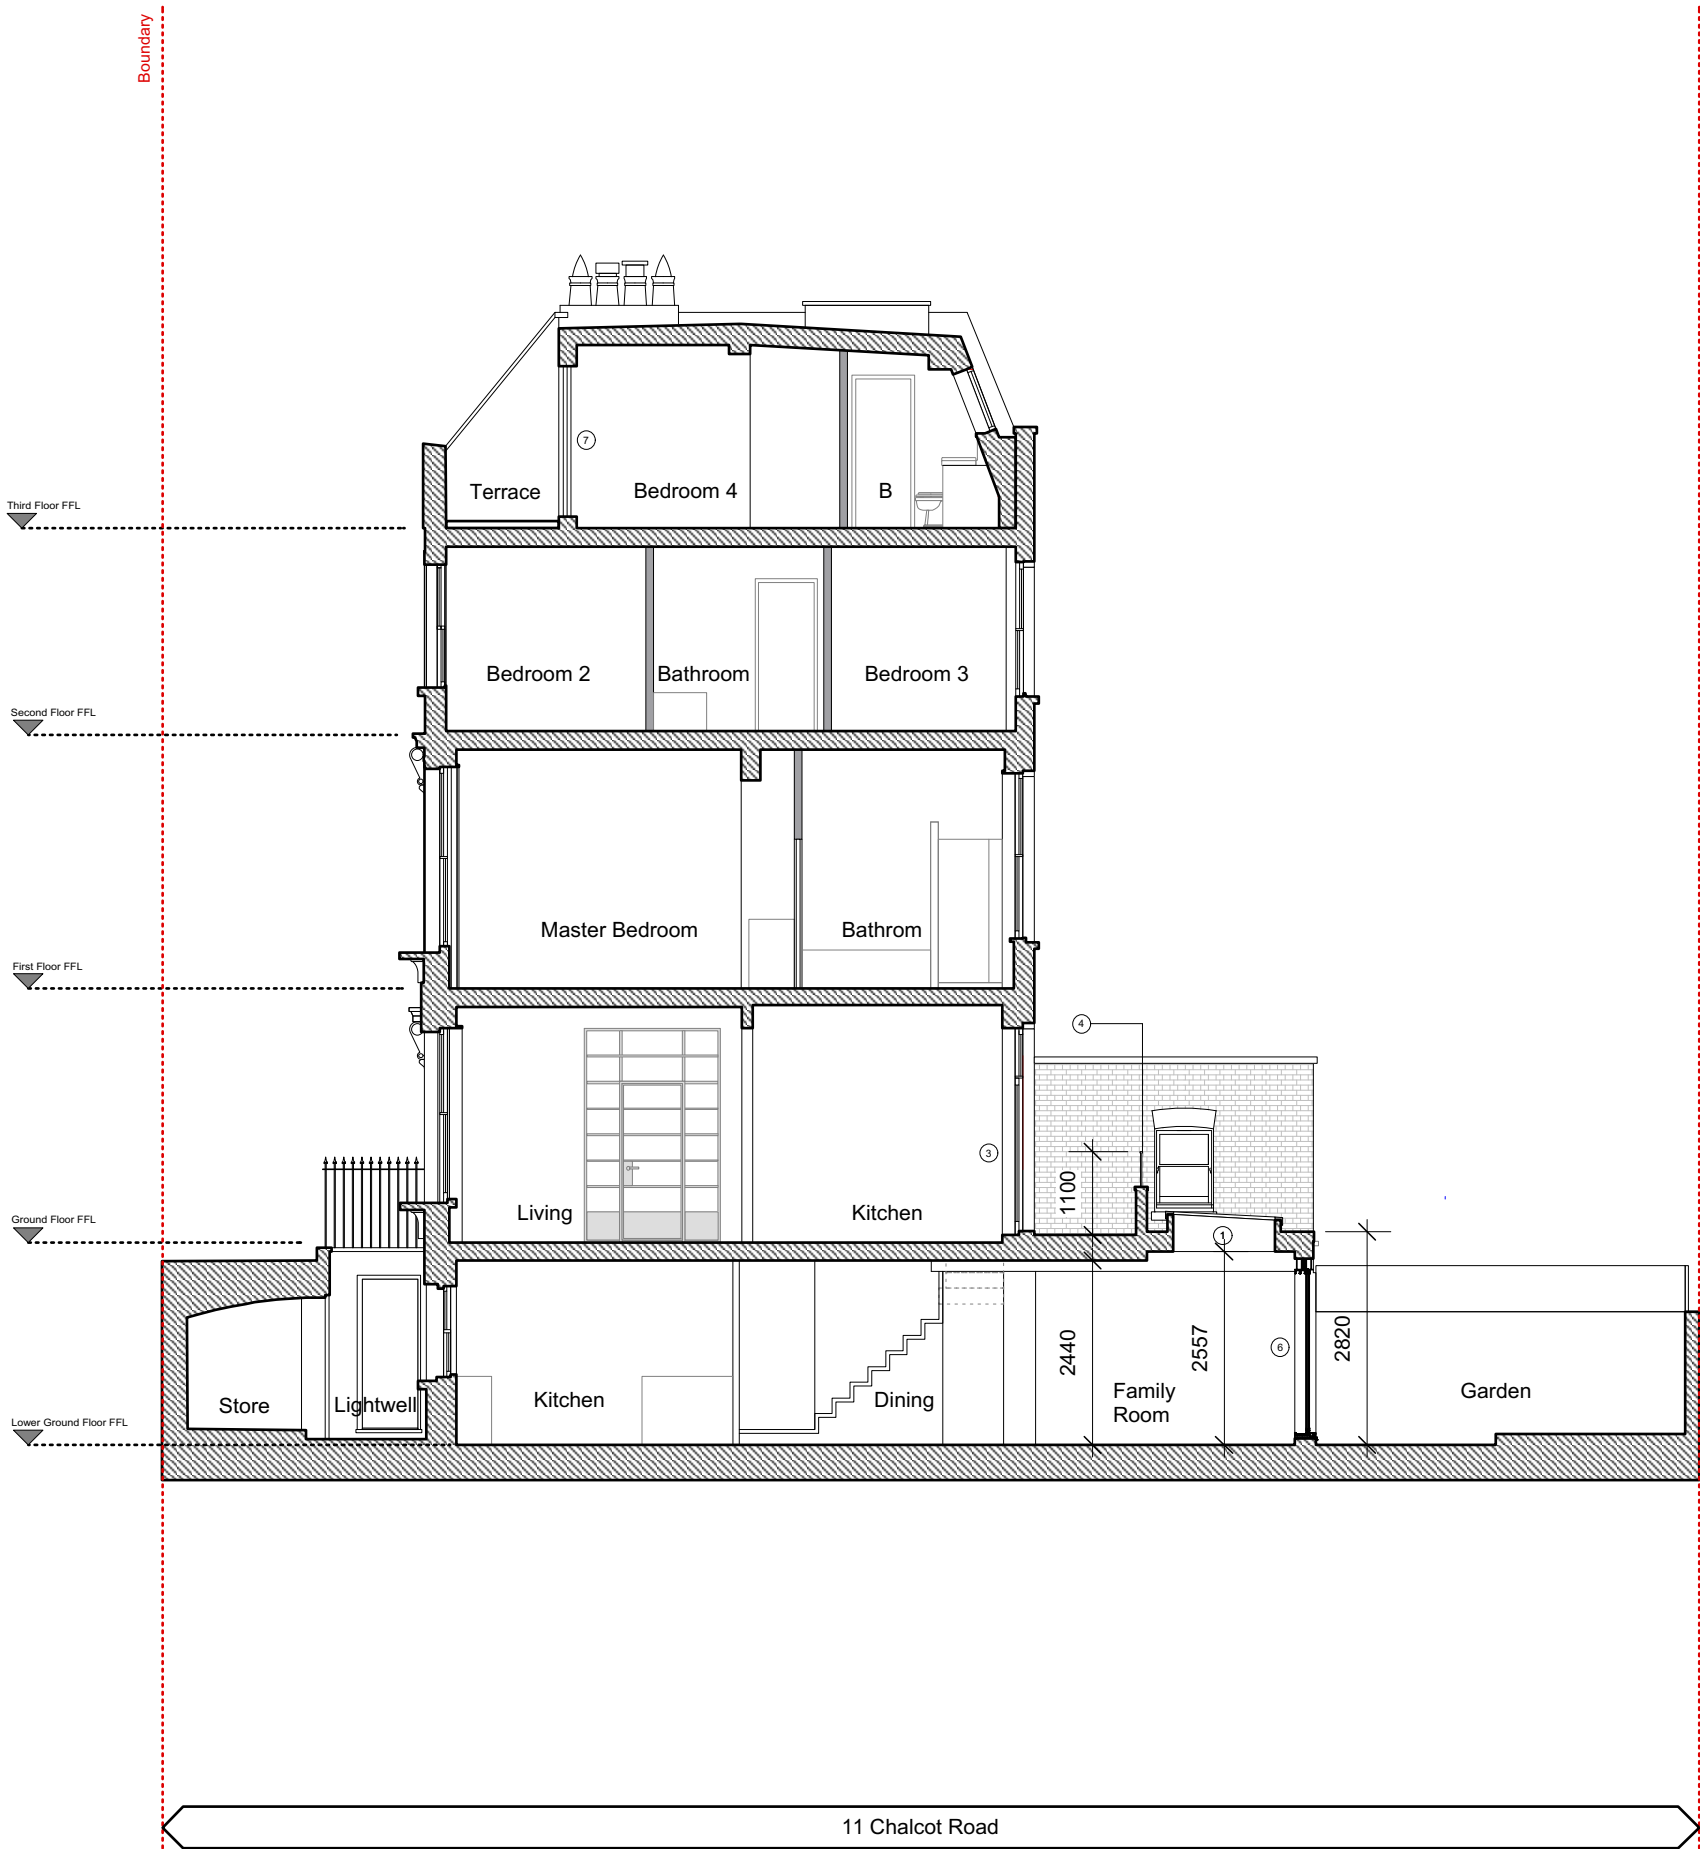 Boundary
7
Terrace
Bedroom 4
B
Third Floor FFL
Bedroom 2
Bathroom
Bedroom 3
Second Floor FFL
Master Bedroom
Bathrom
First Floor FFL
4
3
1100
Living
Kitchen
Ground Floor FFL
1
2440
2557
6
2820
Store
Lightwell
Kitchen
Dining
Family
Room
Garden
Lower Ground Floor FFL
11 Chalcot Road